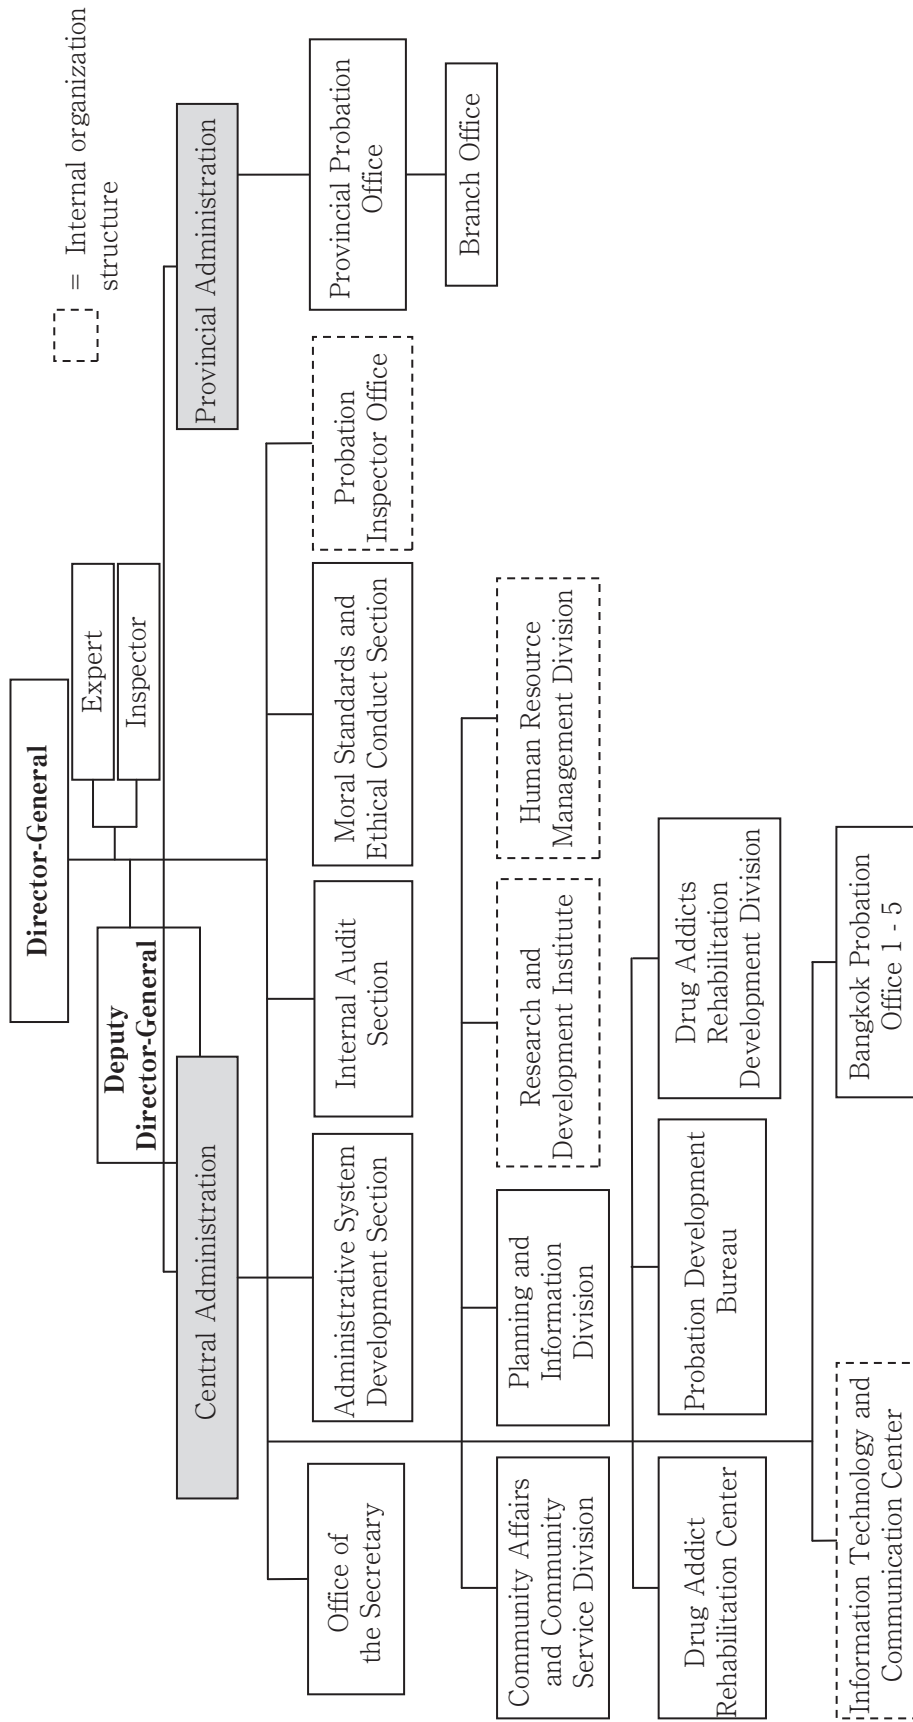 Director-General
Expert
Inspector
= Internal organization
structure
Deputy
Director-General
Central Administration
Provincial Administration
Office of
the Secretary
Administrative System
Development Section
Internal Audit
Section
Moral Standards and
Ethical Conduct Section
Probation
Inspector Office
Provincial Probation
Office
Branch Office
Community Affairs
and Community
Service Division
Planning and
Information
Division
Research and
Development Institute
Human Resource
Management Division
Drug Addict
Rehabilitation Center
Probation Development
Bureau
Drug Addicts
Rehabilitation
Development Division
Information Technology and
Communication Center
Bangkok Probation
Office 1 - 5